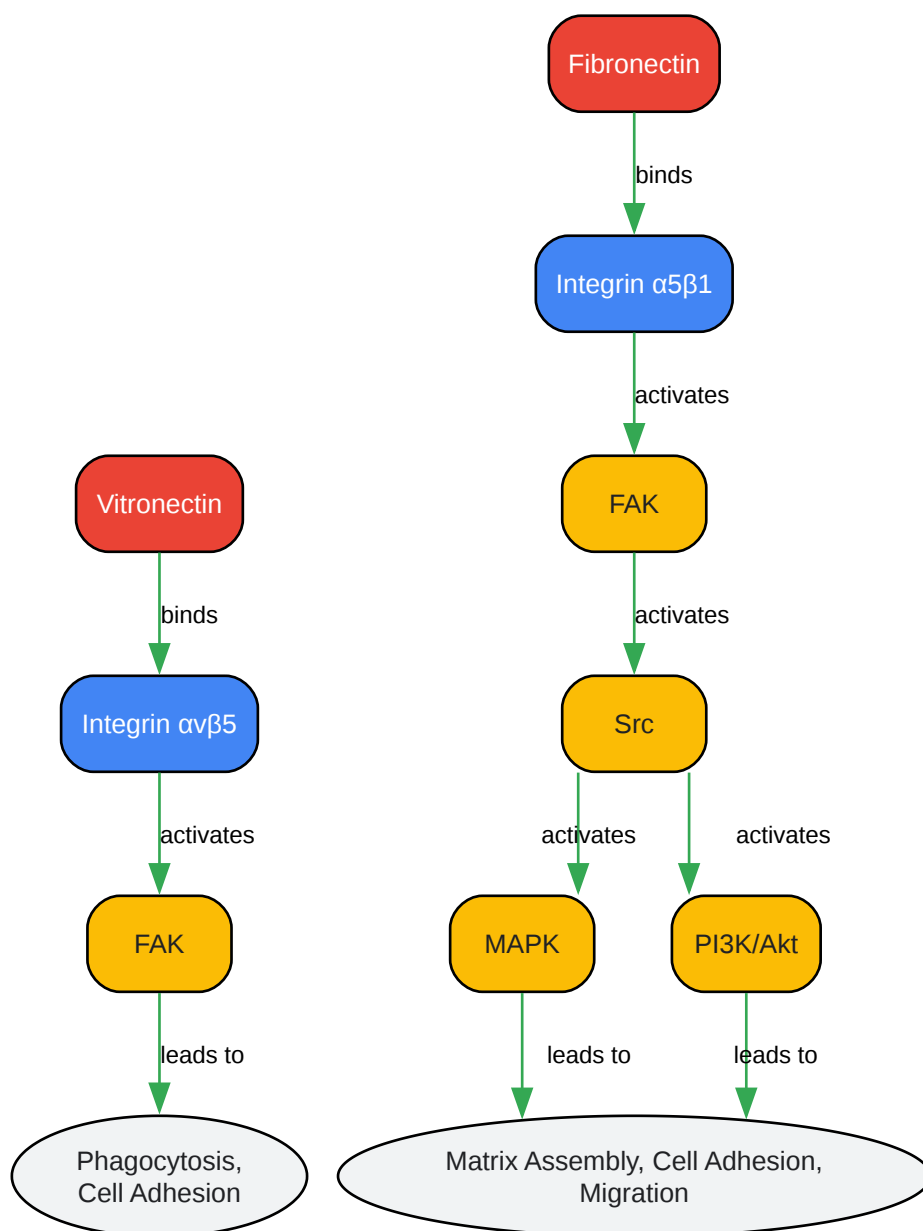 Fibronectin
binds
Integrin α5β1
activates
FAK
activates
Src
activates
activates
MAPK
PI3K/Akt
leads to
leads to
Matrix Assembly, Cell Adhesion,
Migration
Vitronectin
binds
Integrin αvβ5
activates
FAK
leads to
Phagocytosis,
Cell Adhesion